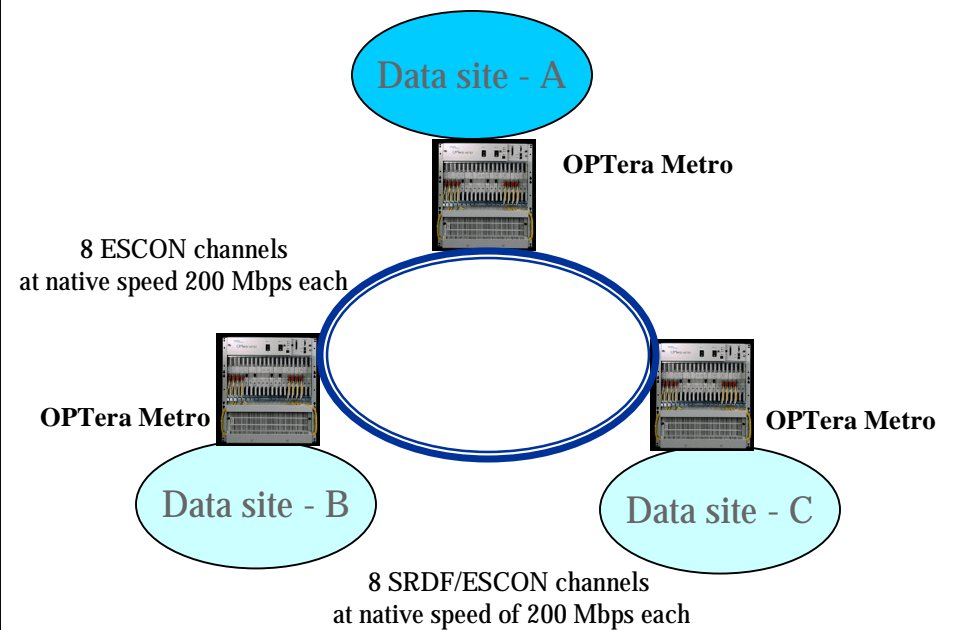 Data site - A
OPTera Metro
8 ESCON channels
at native speed 200 Mbps each
OPTera Metro
OPTera Metro
Data site - B
Data site - C
8 SRDF/ESCON channels
at native speed of 200 Mbps each